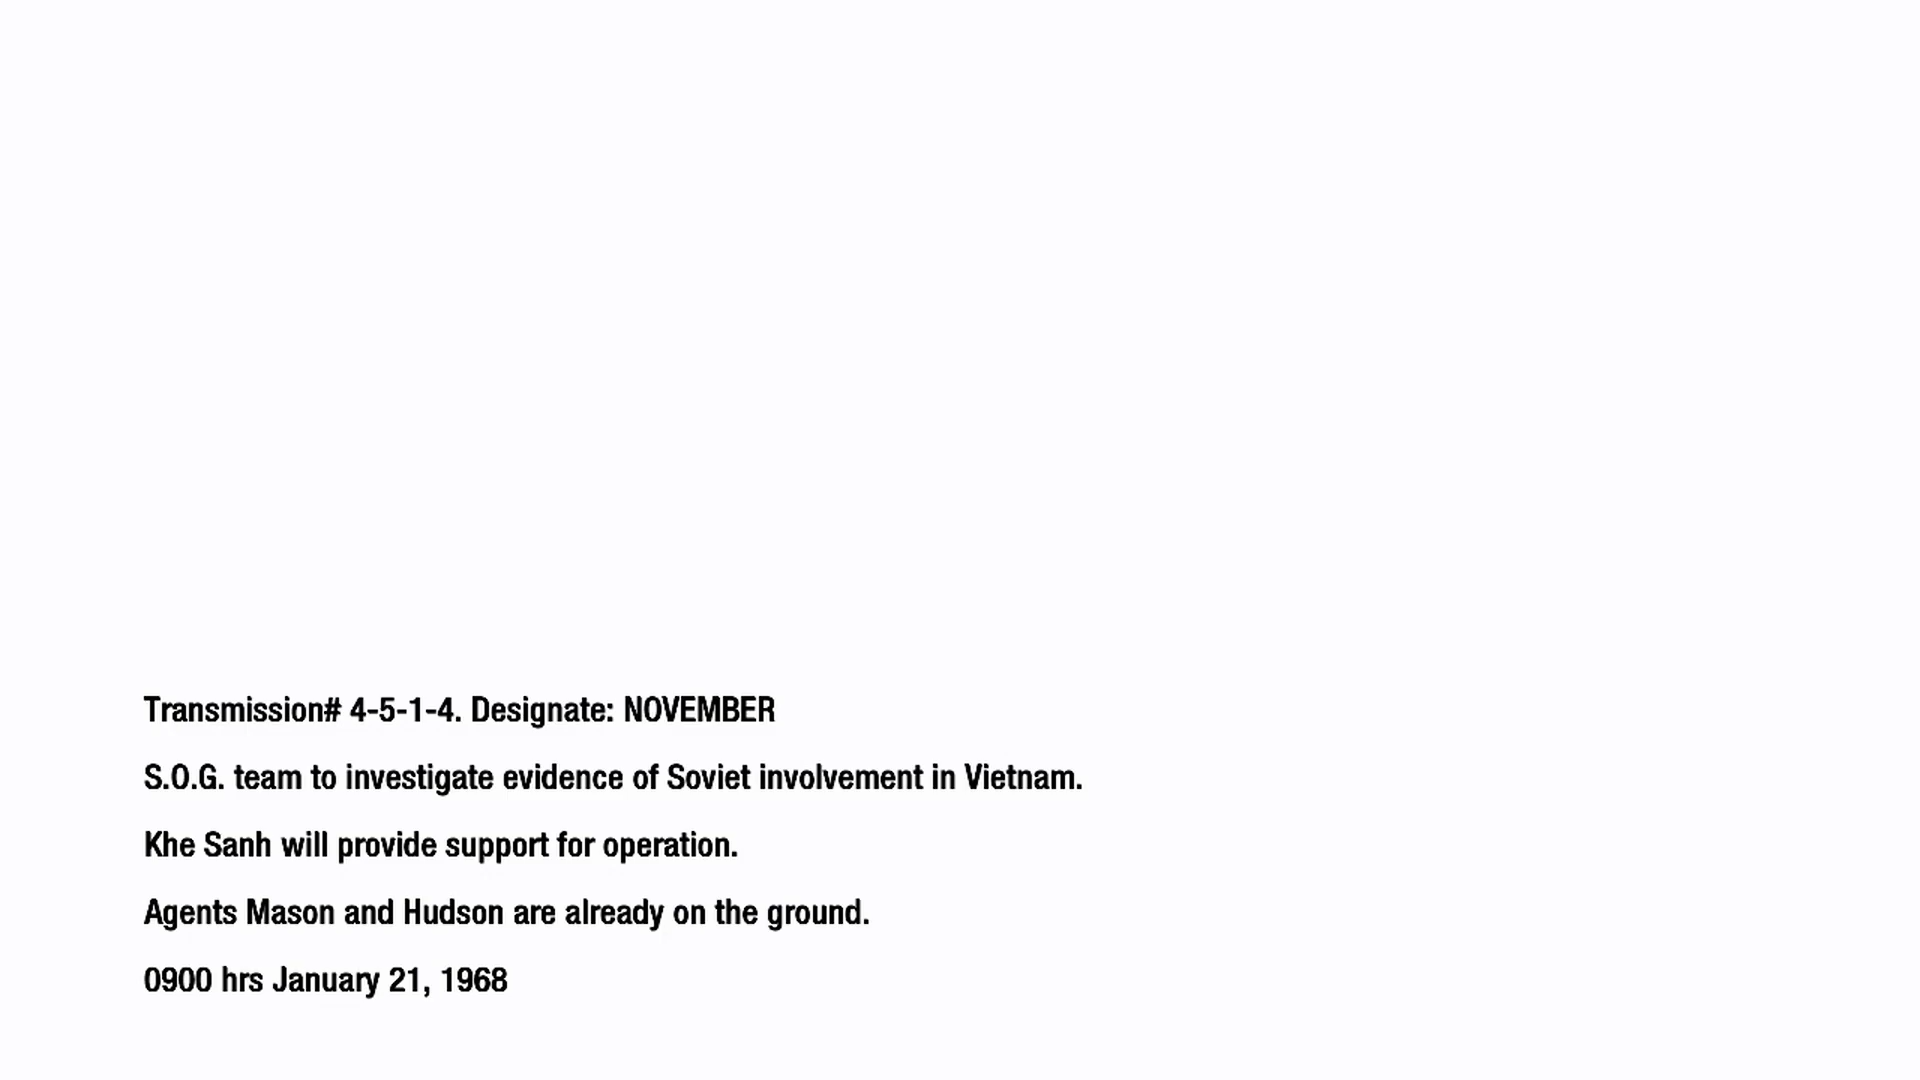 Transmission# 4-5-1-4. Designate: NOVEMBER
S.O.G. team to investigate evidence of Soviet involvement in Vietnam.
Khe Sanh will provide support for operation.
Agents Mason and Hudson are already on the ground.
0900 hrs January 21, 1968